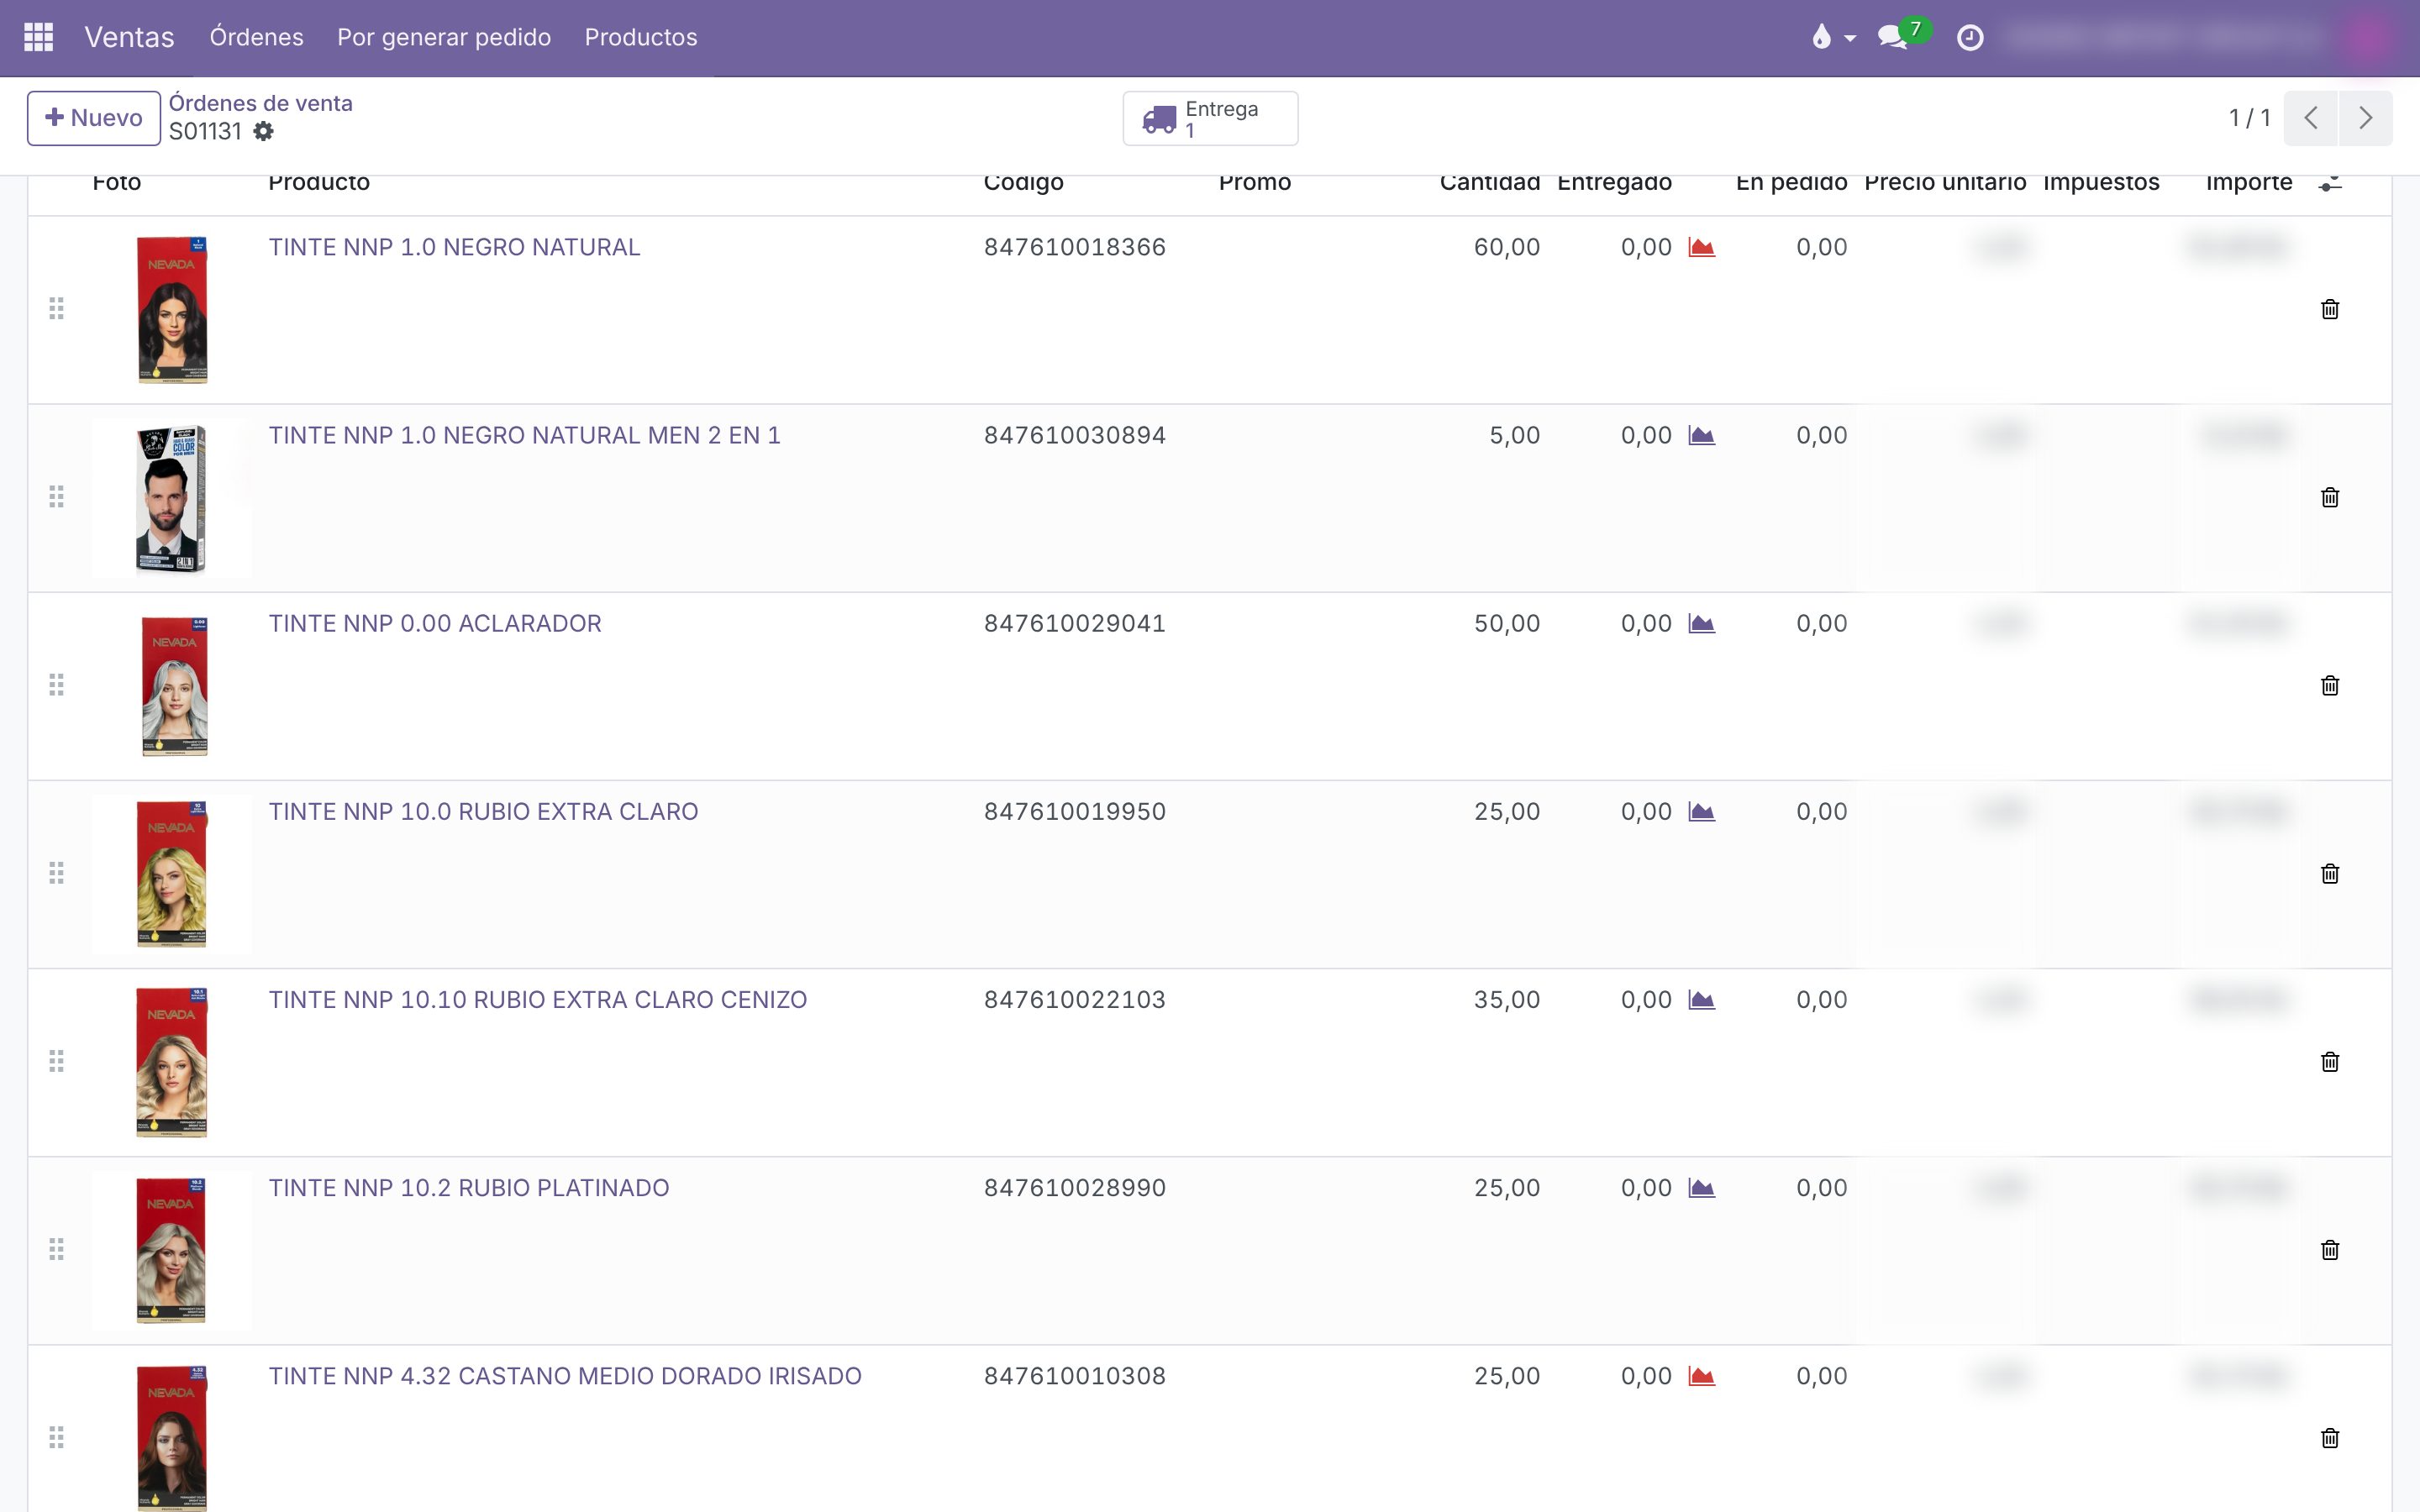 Ventas Órdenes Por generar pedido Productos 7
Nuevo Órdenes de venta
S01131
Entrega
1
1 / 1
Foto Producto Código Promo Cantidad Entregado En pedido Precio unitario Impuestos Importe
TINTE NNP 1.0 NEGRO NATURAL 847610018366 60,00 0,00 0,00
NEVADA
TINTE NNP 1.0 NEGRO NATURAL MEN 2 EN 1 847610030894 5,00 0,00 0,00
COLOR
2 IN 1
TINTE NNP 0.00 ACLARADOR 847610029041 50,00 0,00 0,00
NEVADA
TINTE NNP 10.0 RUBIO EXTRA CLARO 847610019950 25,00 0,00 0,00
NEVADA
TINTE NNP 10.10 RUBIO EXTRA CLARO CENIZO 847610022103 35,00 0,00 0,00
NEVADA
TINTE NNP 10.2 RUBIO PLATINADO 847610028990 25,00 0,00 0,00
NEVADA
TINTE NNP 4.32 CASTANO MEDIO DORADO IRISADO 847610010308 25,00 0,00 0,00
NEVADA